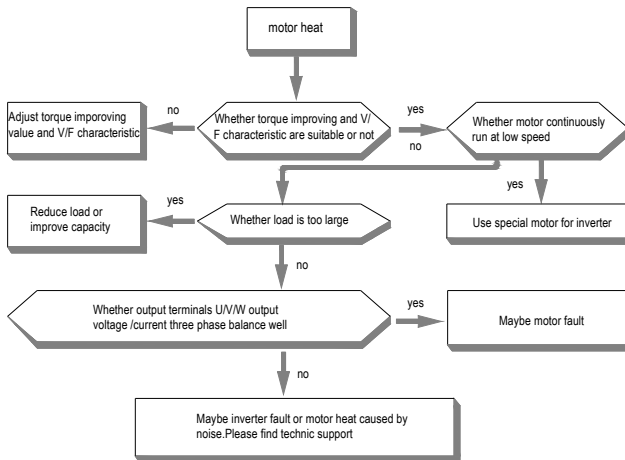 motor heat
no
Adjust torque imporoving
value and V/F characteristic
Whether torque improving and V/
F characteristic are suitable or not
yes
no
Whether motor continuously
run at low speed
yes
Use special motor for inverter
Whether load is too large
yes
Reduce load or
improve capacity
no
Whether output terminals U/V/W output
voltage /current three phase balance well
yes
Maybe motor fault
no
Maybe inverter fault or motor heat caused by
noise.Please find technic support